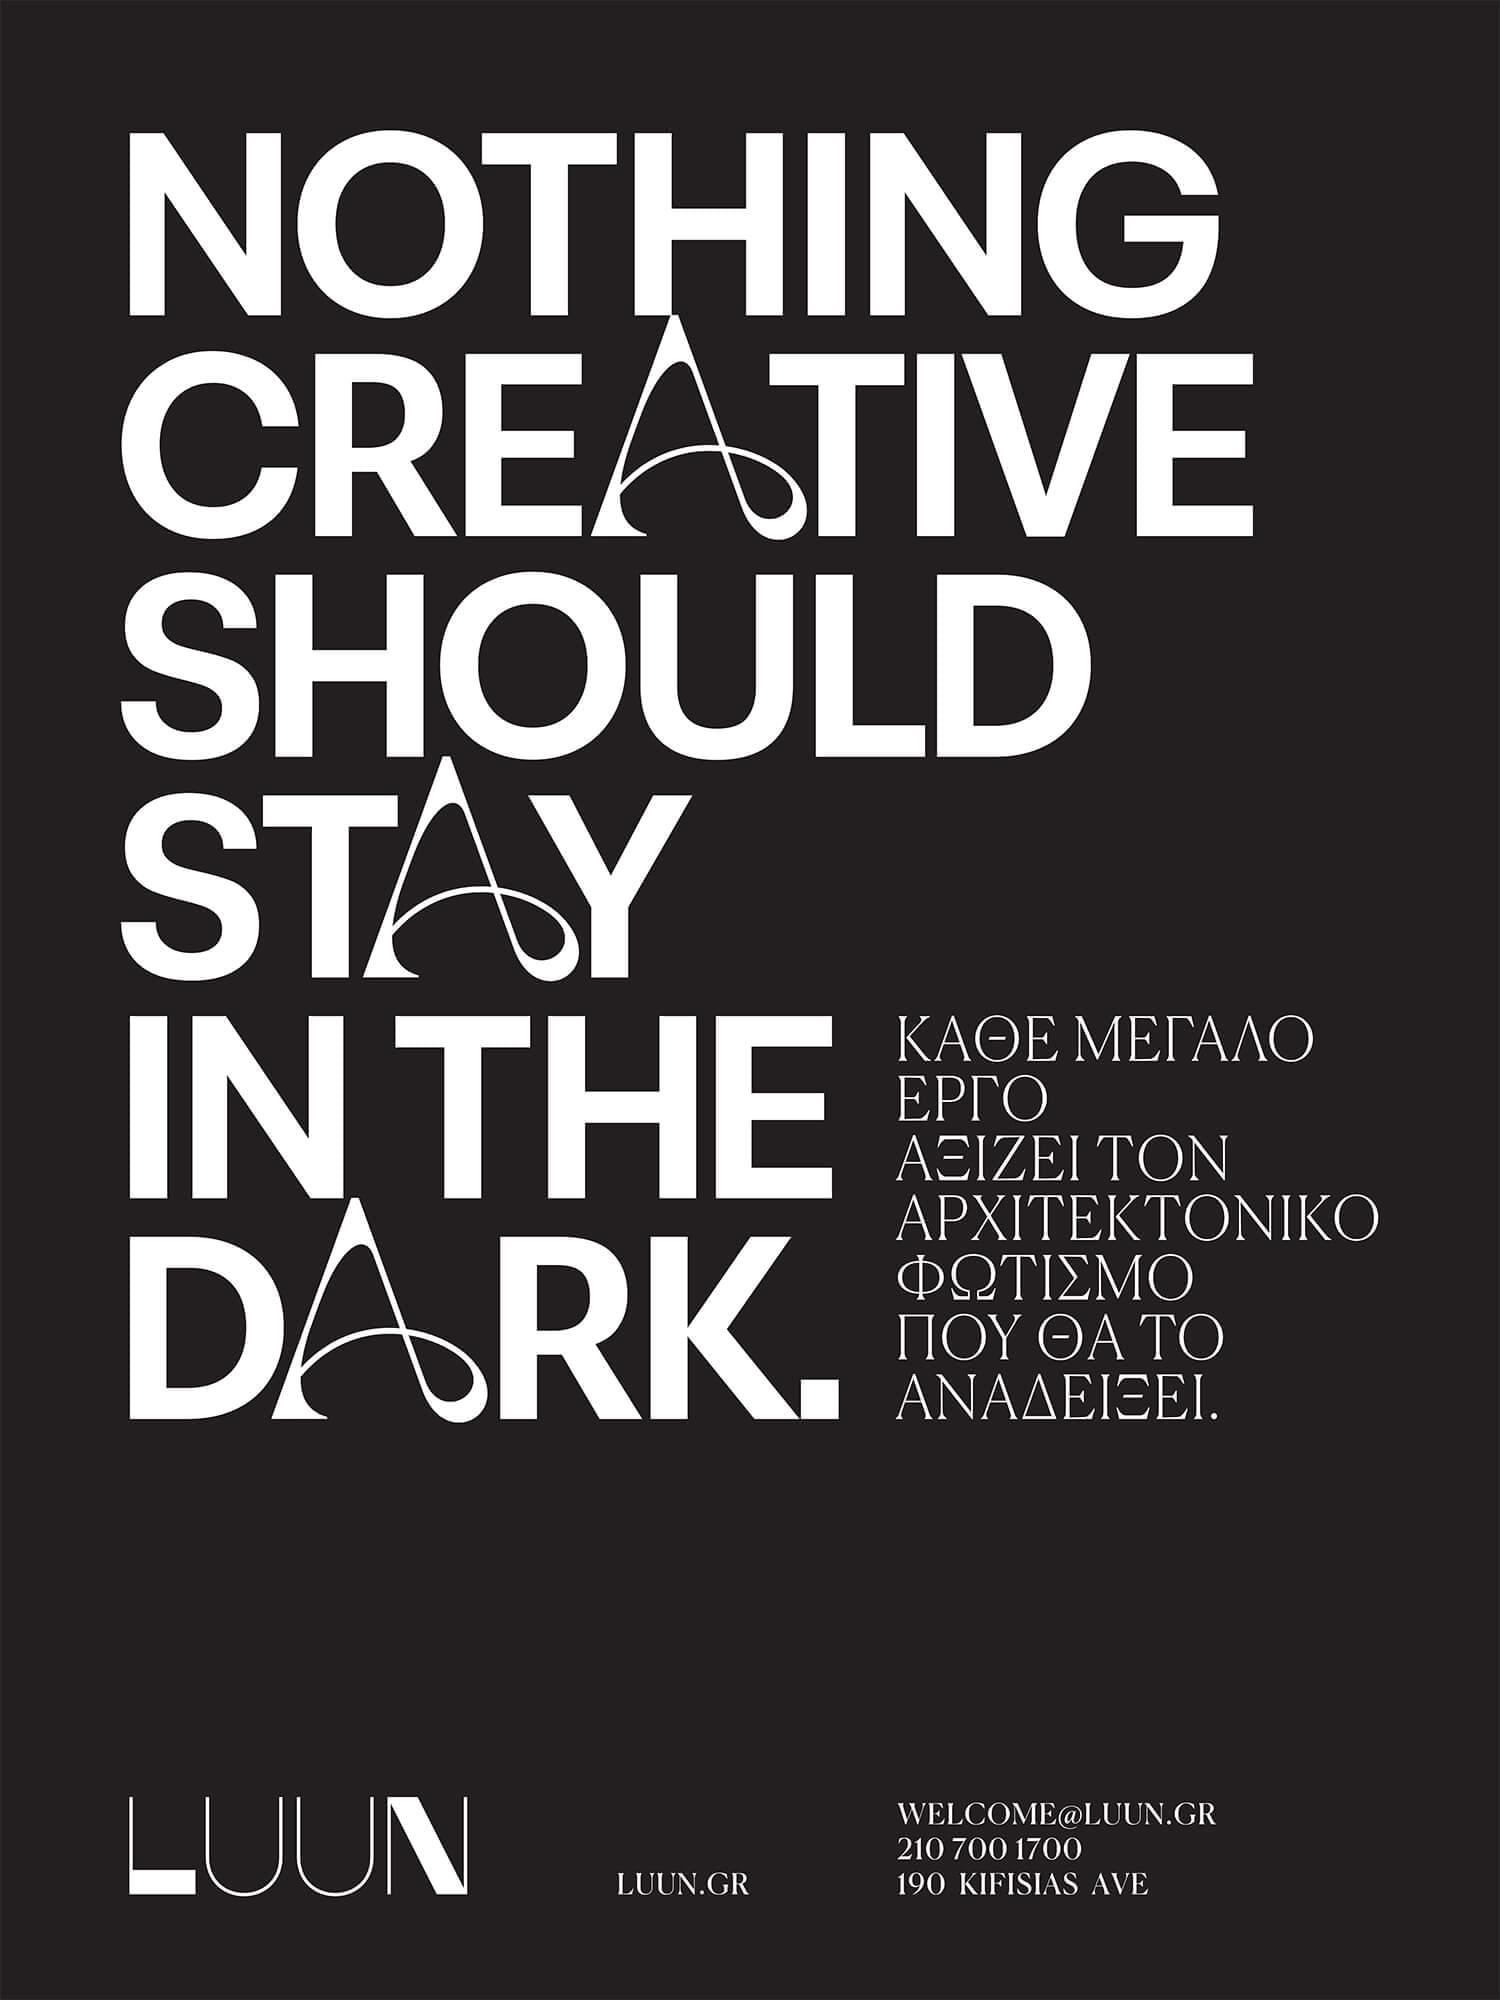 NOTHING
CREATIVE
SHOULD
STAY
IN THE
DARK.
ΚΑΘΕ ΜΕΓΑΛΟ
ΕΡΓΟ
ΑΞΙΖΕΙ ΤΟΝ
ΑΡΧΙΤΕΚΤΟΝΙΚΟ
ΦΩΤΙΣΜΟ
ΠΟΥ ΘΑ ΤΟ
ΑΝΑΔΕΙΞΕΙ.
LUUN
LUUN.GR
WELCOME@LUUN.GR
210 700 1700
190 KIFISIAS AVE